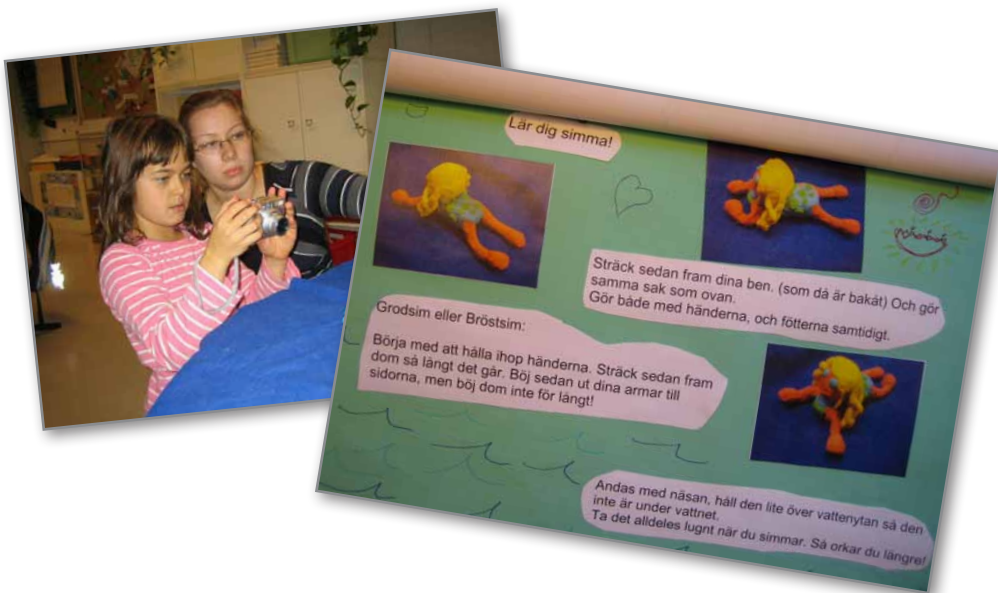 Lär dig simma!
Sträck sedan fram dina ben. (som då är bakåt) Och gör
samma sak som ovan.
Gör både med händerna, och fötterna samtidigt.
Grodsim eller Bröstsim:
Börja med att hålla ihop händerna. Sträck sedan fram
dom så långt det går. Böj sedan ut dina armar till
sidorna, men böj dom inte för långt!
Andas med näsan, håll den lite över vattenytan så den
inte är under vattnet.
Ta det alldeles lugnt när du simmar. Så orkar du längre!